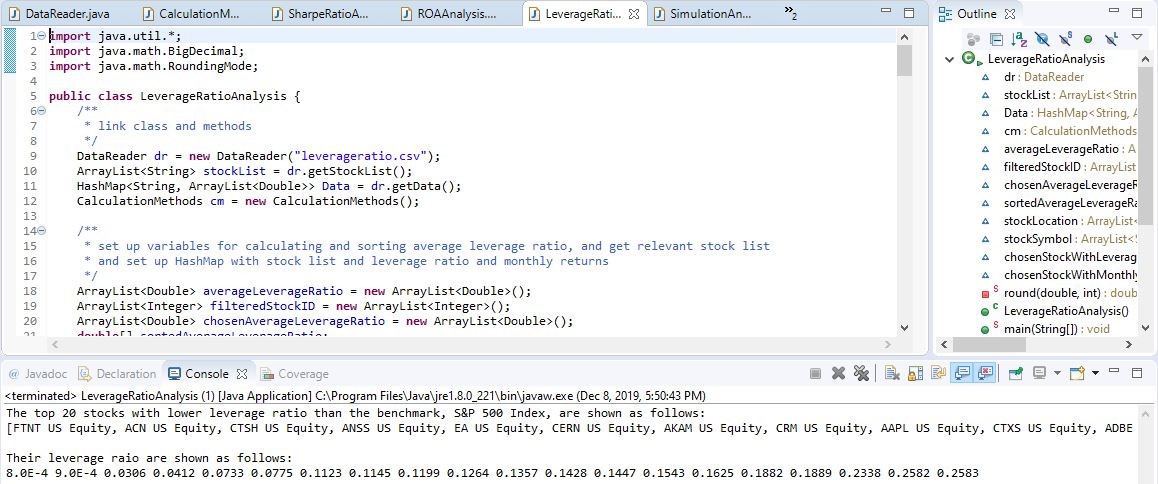 DataReader.java
CalculationM...
SharpeRatioA...
ROAAnalysis....
LeverageRati...
SimulationAn...
»2
1 import java.util.*;
2 import java.math.BigDecimal;
3 import java.math.RoundingMode;
4
5 public class LeverageRatioAnalysis {
6 /**
7 * link class and methods
8 */
9 DataReader dr = new DataReader("leverageratio.csv");
10 ArrayList<String> stockList = dr.getStockList();
11 HashMap<String, ArrayList<Double>> Data = dr.getData();
12 CalculationMethods cm = new CalculationMethods();
13
14 /**
15 * set up variables for calculating and sorting average leverage ratio, and get relevant stock list
16 * and set up HashMap with stock list and leverage ratio and monthly returns
17 */
18 ArrayList<Double> averageLeverageRatio = new ArrayList<Double>();
19 ArrayList<Integer> filteredStockID = new ArrayList<Integer>();
20 ArrayList<Double> chosenAverageLeverageRatio = new ArrayList<Double>();
21 double[] sortedAverageLeverageRatio;
Outline
LeverageRatioAnalysis
dr : DataReader
stockList : ArrayList<Strin
Data : HashMap<String, A
cm : CalculationMethods
averageLeverageRatio : A
filteredStockID : ArrayList<
chosenAverageLeverageR
sortedAverageLeverageRa
stockLocation : ArrayList<
stockSymbol : ArrayList<S
chosenStockWithLeverag
chosenStockWithMonthly
round(double, int) : doub
LeverageRatioAnalysis()
main(String[]) : void
@ Javadoc
Declaration
Console
Coverage
<terminated> LeverageRatioAnalysis (1) [Java Application] C:\Program Files\Java\jre1.8.0_221\bin\javaw.exe (Dec 8, 2019, 5:50:43 PM)
The top 20 stocks with lower leverage ratio than the benchmark, S&P 500 Index, are shown as follows:
[FTNT US Equity, ACN US Equity, CTSH US Equity, ANSS US Equity, EA US Equity, CERN US Equity, AKAM US Equity, CRM US Equity, AAPL US Equity, CTXS US Equity, ADBE
Their leverage raio are shown as follows:
8.0E-4 9.0E-4 0.0306 0.0412 0.0733 0.0775 0.1123 0.1145 0.1199 0.1264 0.1357 0.1428 0.1447 0.1543 0.1625 0.1882 0.1889 0.2338 0.2582 0.2583